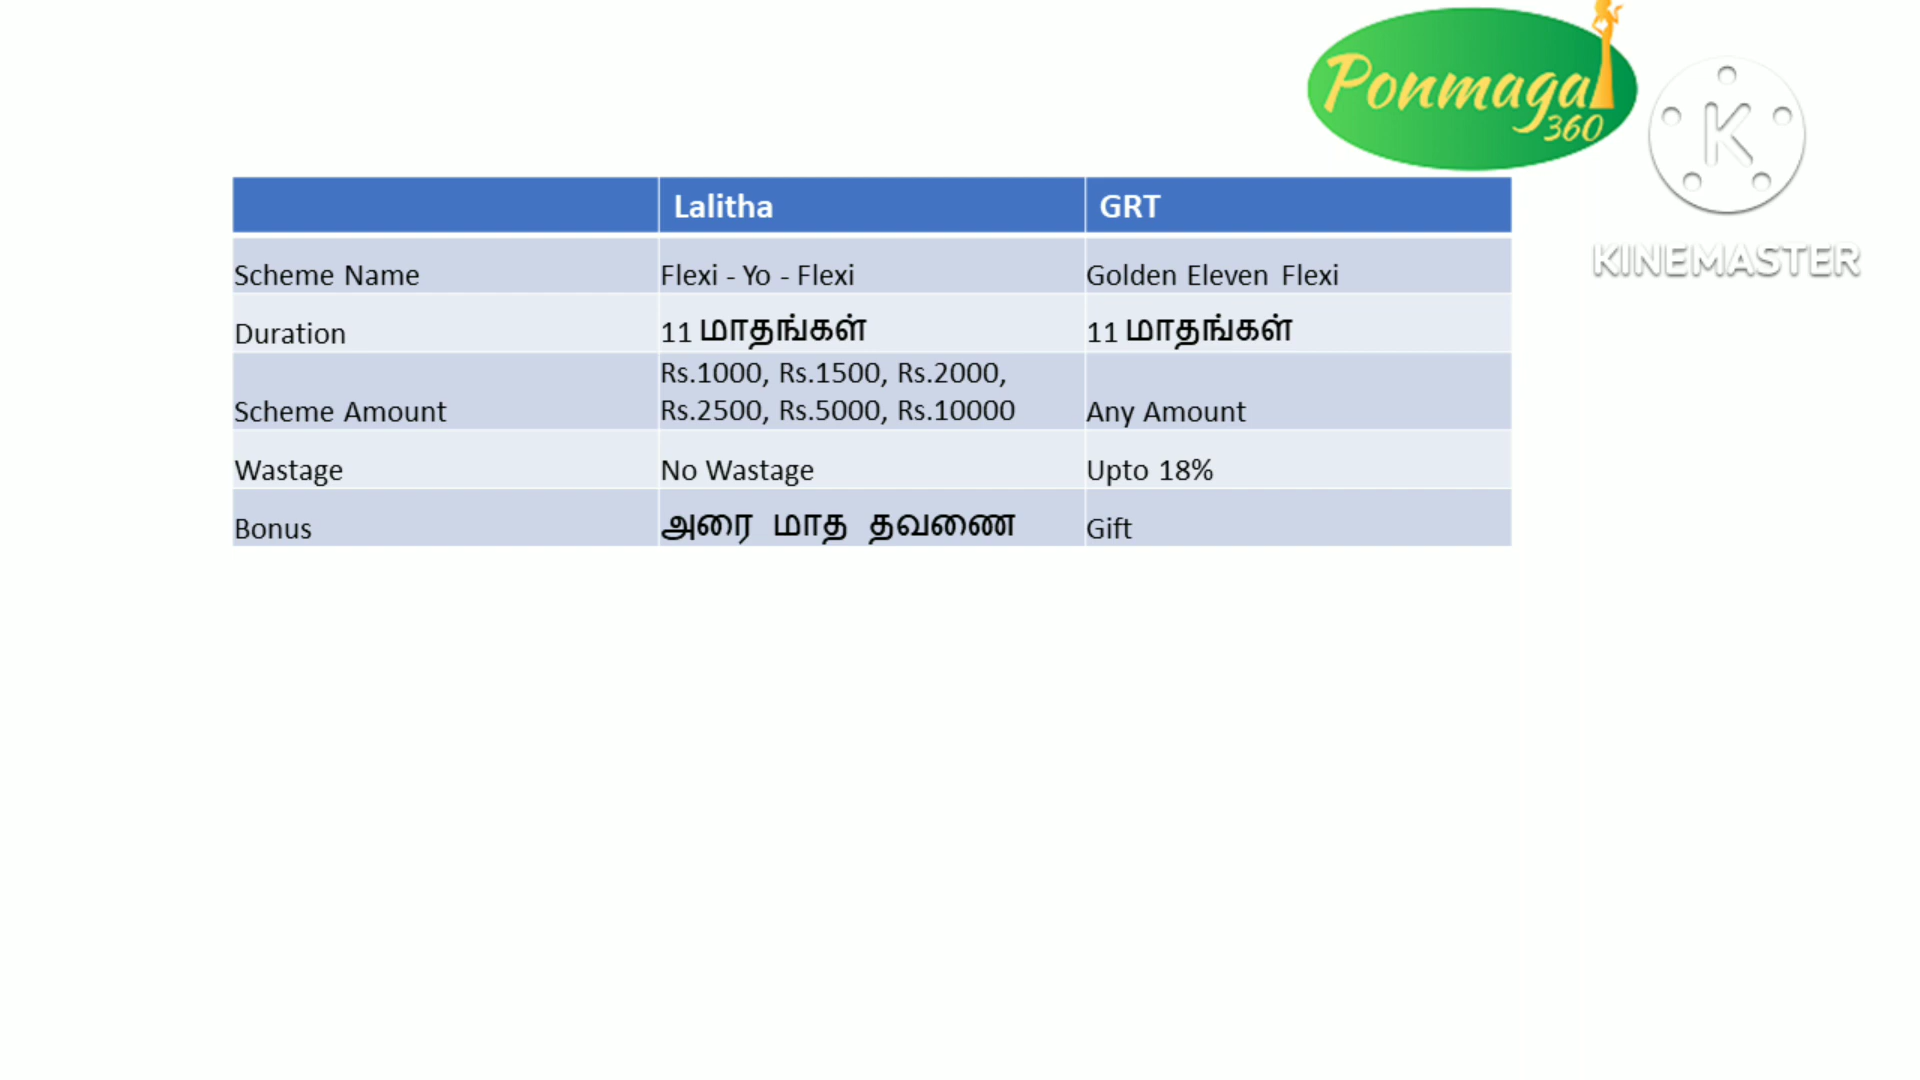 Ponmagal
360
K
KINEMASTER
Lalitha GRT
Scheme Name Flexi - Yo - Flexi Golden Eleven Flexi
Duration 11 மாதங்கள் 11 மாதங்கள்
Rs.1000, Rs.1500, Rs.2000,
Scheme Amount Rs.2500, Rs.5000, Rs.10000 Any Amount
Wastage No Wastage Upto 18%
Bonus அரை மாத தவணை Gift